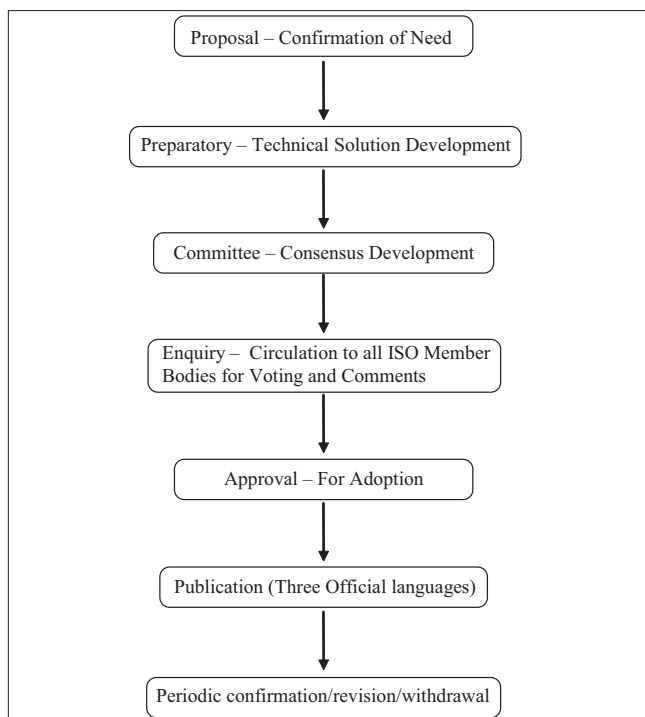 Proposal – Confirmation of Need
Preparatory – Technical Solution Development
Committee – Consensus Development
Enquiry – Circulation to all ISO Member
Bodies for Voting and Comments
Approval – For Adoption
Publication (Three Official languages)
Periodic confirmation/revision/withdrawal